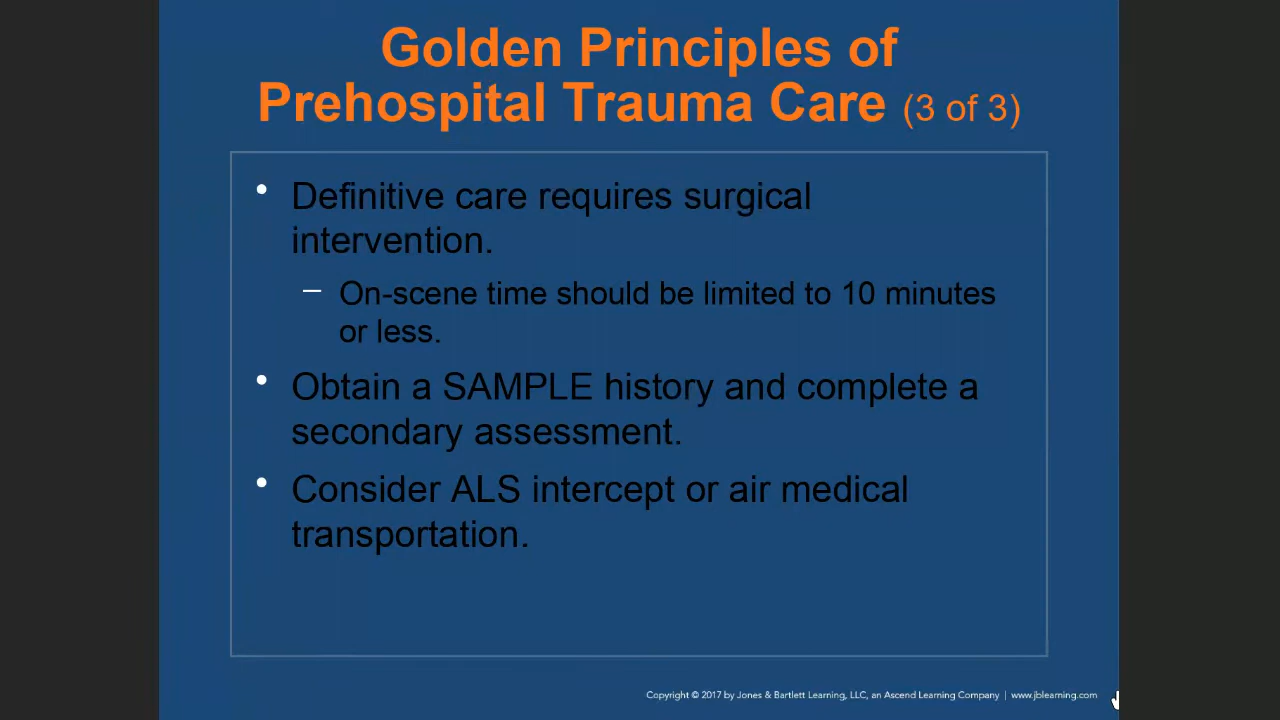 Golden Principles of
Prehospital Trauma Care (3 of 3)
• Definitive care requires surgical
intervention.
– On-scene time should be limited to 10 minutes
or less.
• Obtain a SAMPLE history and complete a
secondary assessment.
• Consider ALS intercept or air medical
transportation.
Copyright © 2017 by Jones & Bartlett Learning, LLC, an Ascend Learning Company | www.jblearning.com